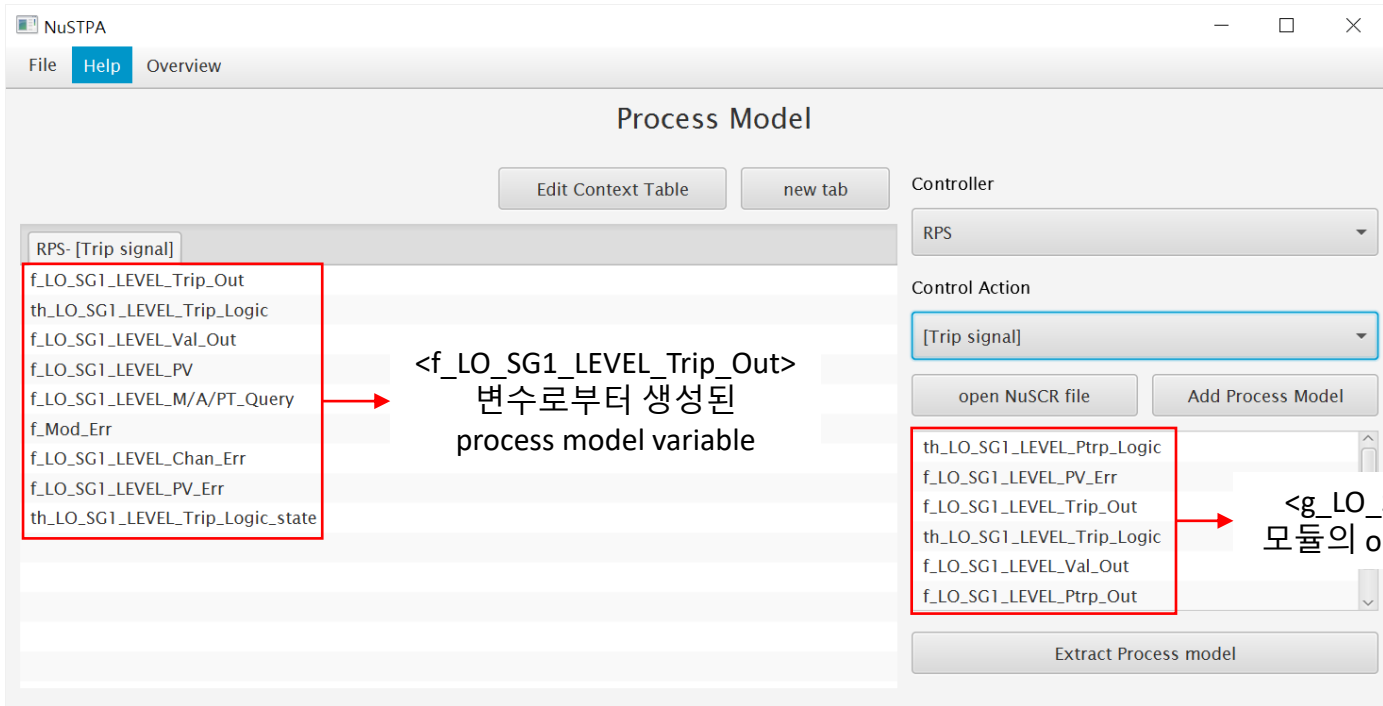 NuSTPA
File Help Overview
Process Model
Edit Context Table
new tab
RPS- [Trip signal]
f_LO_SG1_LEVEL_Trip_Out
th_LO_SG1_LEVEL_Trip_Logic
f_LO_SG1_LEVEL_Val_Out
f_LO_SG1_LEVEL_PV
f_LO_SG1_LEVEL_M/A/PT_Query
f_Mod_Err
f_LO_SG1_LEVEL_Chan_Err
f_LO_SG1_LEVEL_PV_Err
th_LO_SG1_LEVEL_Trip_Logic_state
<f_LO_SG1_LEVEL_Trip_Out>
변수로부터 생성된
process model variable
Controller
RPS
Control Action
[Trip signal]
open NuSCR file
Add Process Model
th_LO_SG1_LEVEL_Ptrp_Logic
f_LO_SG1_LEVEL_PV_Err
f_LO_SG1_LEVEL_Trip_Out
th_LO_SG1_LEVEL_Trip_Logic
f_LO_SG1_LEVEL_Val_Out
f_LO_SG1_LEVEL_Ptrp_Out
<g_LO_
모듈의
Extract Process model